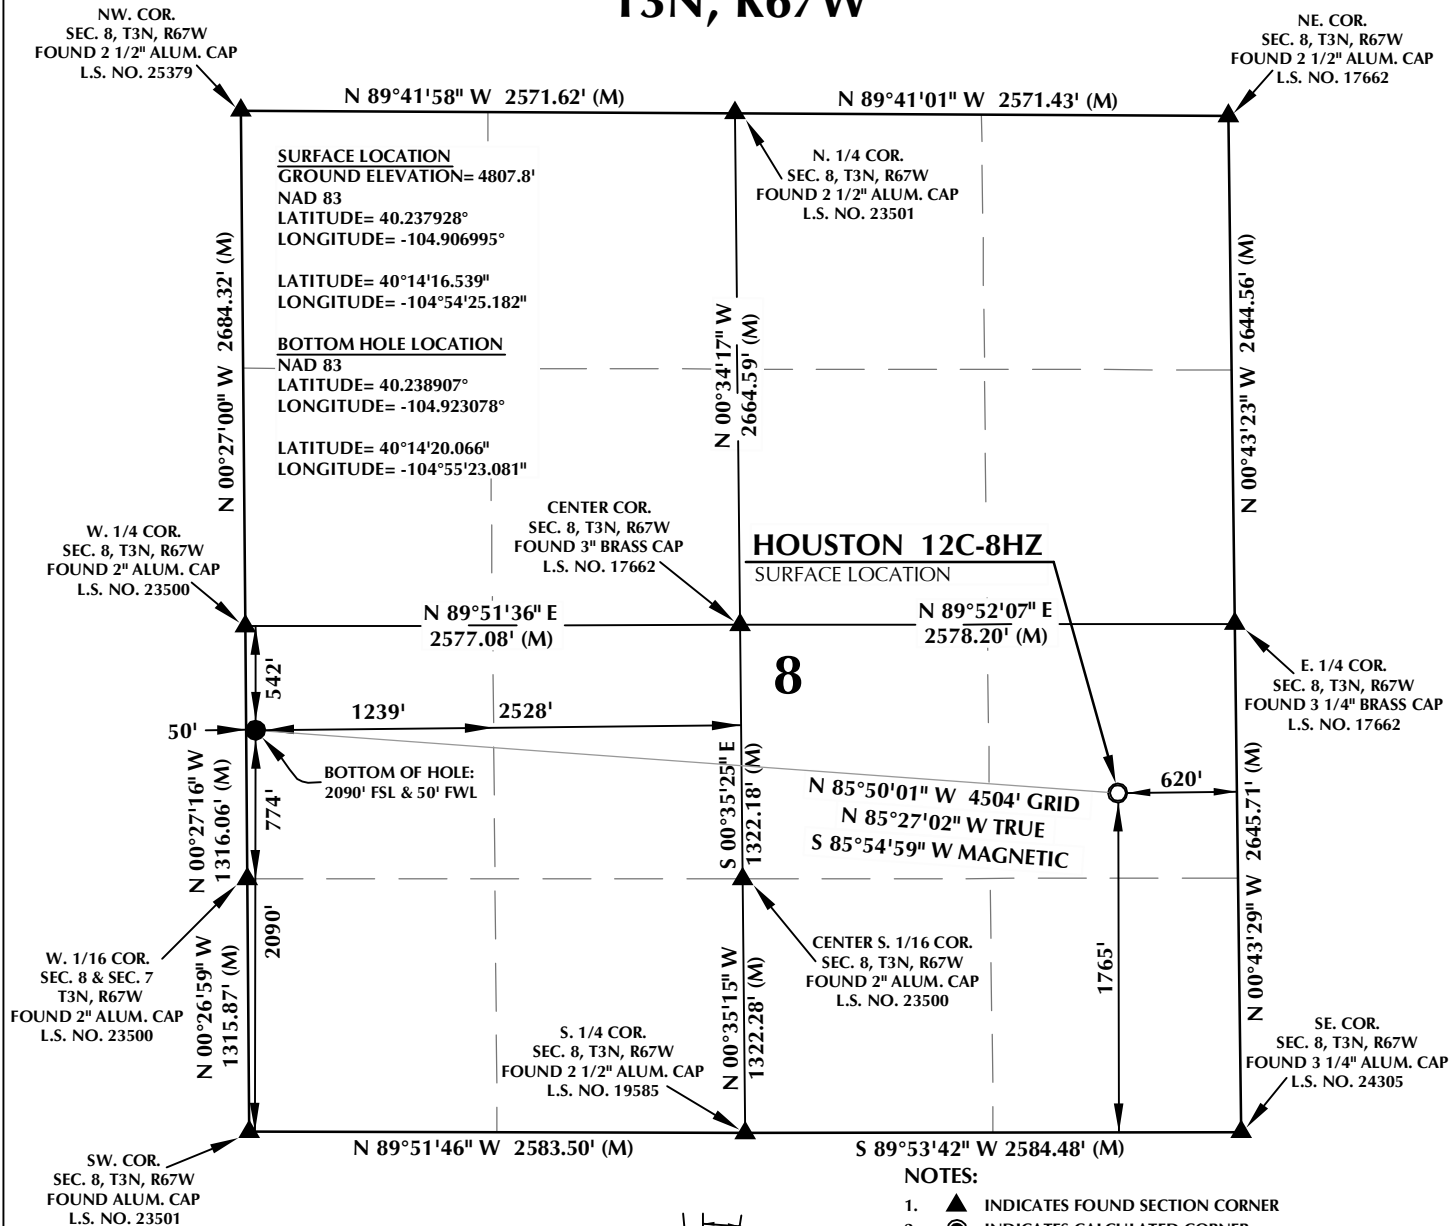 T3N, R67W
NW. COR.
SEC. 8, T3N, R67W
FOUND 2 1/2" ALUM. CAP
L.S. NO. 25379
NE. COR.
SEC. 8, T3N, R67W
FOUND 2 1/2" ALUM. CAP
L.S. NO. 17662
N 89°41'58" W 2571.62' (M)
N 89°41'01" W 2571.43' (M)
SURFACE LOCATION
GROUND ELEVATION= 4807.8'
NAD 83
LATITUDE= 40.237928°
LONGITUDE= -104.906995°
LATITUDE= 40°14'16.539"
LONGITUDE= -104°54'25.182"
BOTTOM HOLE LOCATION
NAD 83
LATITUDE= 40.238907°
LONGITUDE= -104.923078°
LATITUDE= 40°14'20.066"
LONGITUDE= -104°55'23.081"
N. 1/4 COR.
SEC. 8, T3N, R67W
FOUND 2 1/2" ALUM. CAP
L.S. NO. 23501
N 00°27'00" W 2684.32' (M)
N 00°34'17" W
2664.59' (M)
N 00°43'23" W 2644.56' (M)
W. 1/4 COR.
SEC. 8, T3N, R67W
FOUND 2" ALUM. CAP
L.S. NO. 23500
CENTER COR.
SEC. 8, T3N, R67W
FOUND 3" BRASS CAP
L.S. NO. 17662
HOUSTON 12C-8HZ
SURFACE LOCATION
N 89°51'36" E
2577.08' (M)
N 89°52'07" E
2578.20' (M)
8
E. 1/4 COR.
SEC. 8, T3N, R67W
FOUND 3 1/4" BRASS CAP
L.S. NO. 17662
542'
50'
1239'
2528'
BOTTOM OF HOLE:
2090' FSL & 50' FWL
774'
N 00°27'16" W
1316.06' (M)
S 00°35'25" E
1322.18' (M)
N 85°50'01" W 4504' GRID
N 85°27'02" W TRUE
S 85°54'59" W MAGNETIC
620'
N 00°43'29" W 2645.71' (M)
W. 1/16 COR.
SEC. 8 & SEC. 7
T3N, R67W
FOUND 2" ALUM. CAP
L.S. NO. 23500
2090'
N 00°26'59" W
1315.87' (M)
CENTER S. 1/16 COR.
SEC. 8, T3N, R67W
FOUND 2" ALUM. CAP
L.S. NO. 23500
1765'
N 00°35'15" W
1322.28' (M)
S. 1/4 COR.
SEC. 8, T3N, R67W
FOUND 2 1/2" ALUM. CAP
L.S. NO. 19585
SE. COR.
SEC. 8, T3N, R67W
FOUND 3 1/4" ALUM. CAP
L.S. NO. 24305
N 89°51'46" W 2583.50' (M)
S 89°53'42" W 2584.48' (M)
SW. COR.
SEC. 8, T3N, R67W
FOUND ALUM. CAP
L.S. NO. 23501
NOTES:
1. INDICATES FOUND SECTION CORNER
2. INDICATES CALCULATED CORNER